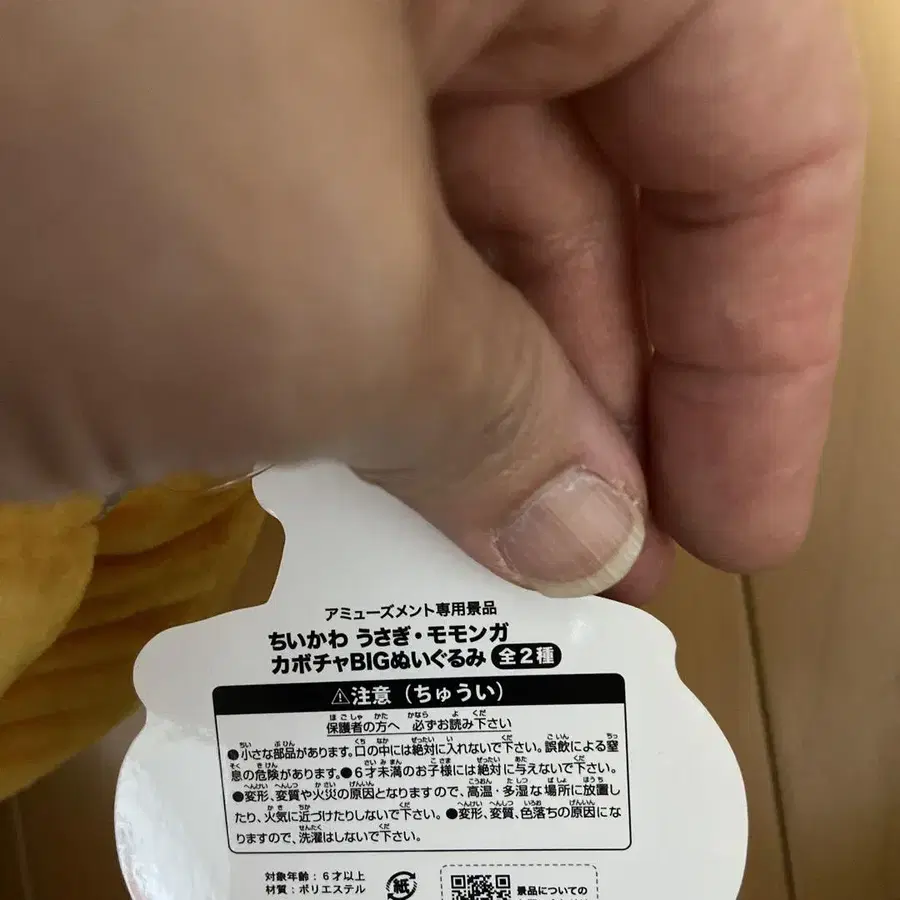 アミューズメント専用景品
ちいかわ うさぎ・モモンガ
カボチャBIGぬいぐるみ 全2種
⚠注意（ちゅうい）
保護者の方へ 必ずお読み下さい
●小さな部品があります。口の中には絶対に入れないで下さい。誤飲による窒
息の危険があります。●6才未満のお子様には絶対に与えないで下さい。
●変形、変質や火災の原因となりますので、高温・多湿な場所に放置し
たり、火気に近づけたりしないで下さい。●変形、変質、色落ちの原因にな
りますので、洗濯はしないで下さい。
対象年齢：6才以上
材質：ポリエステル
紙
景品についての